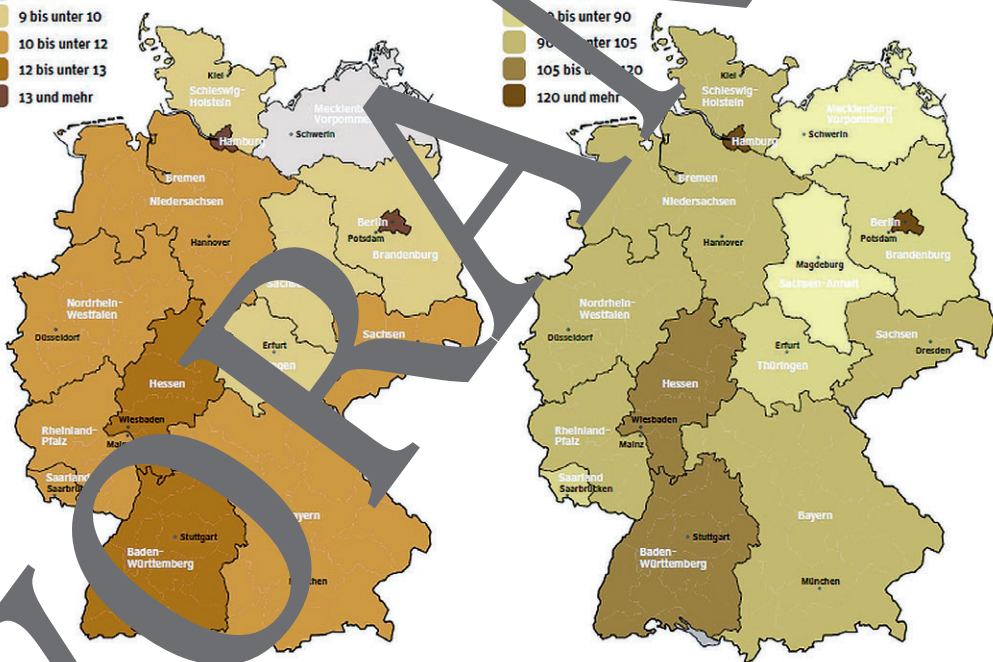 9 bis unter 10
10 bis unter 12
12 bis unter 13
13 und mehr
Kiel
Schleswig-
Holstein
Schwerin
Hamburg
Bremen
Niedersachsen
Hannover
Berlin
Potsdam
Brandenburg
Nordrhein-
Westfalen
Düsseldorf
Sachsen
Erfurt
Hessen
Wiesbaden
Rheinland-
Pfalz
Saarland
Stuttgart
Baden-
Württemberg
bis unter 90
105 bis
120
120 und mehr
Kiel
Schleswig-
Holstein
Mecklenburg-
Vorpommern
Schwerin
Hamburg
Bremen
Niedersachsen
Hannover
Berlin
Potsdam
Brandenburg
Magdeburg
Sachsen-Anhalt
Nordrhein-
Westfalen
Düsseldorf
Sachsen
Dresden
Erfurt
Thüringen
Hessen
Wiesbaden
Mainz
Rheinland-
Pfalz
Saarland
Saarbrücken
Bayern
Stuttgart
Baden-
Württemberg
München